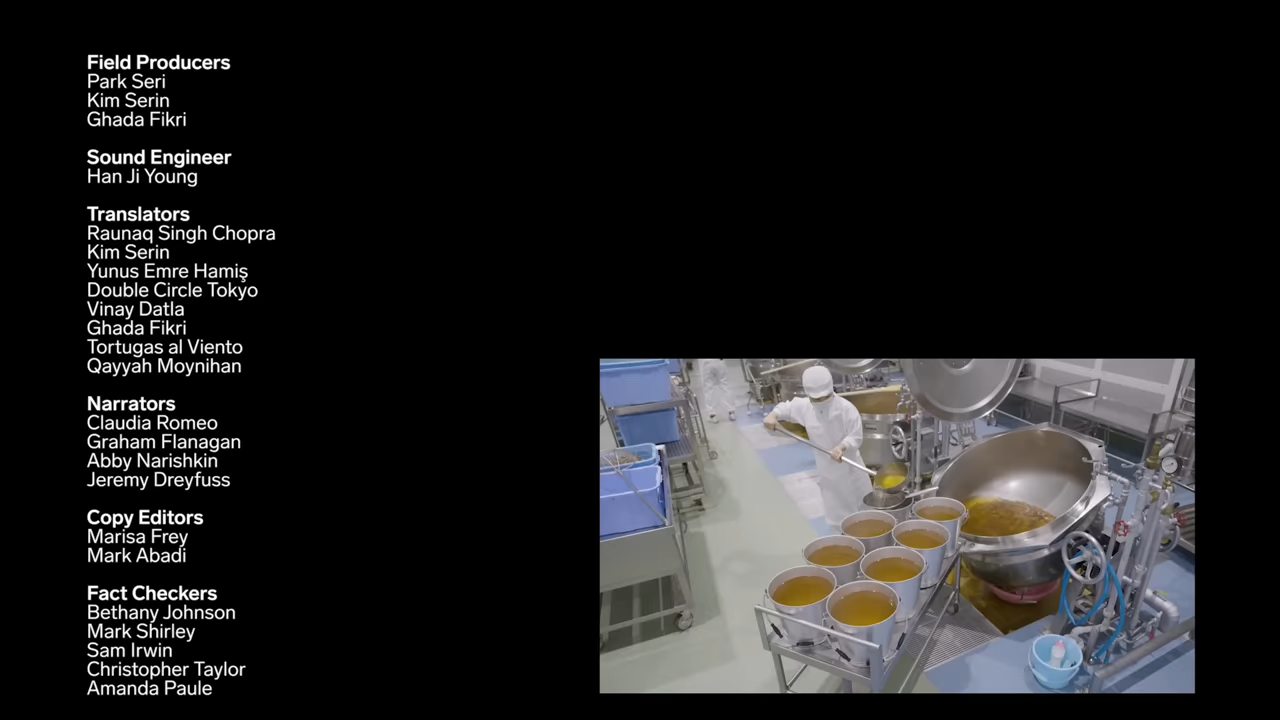 Field Producers
Park Seri
Kim Serin
Ghada Fikri
Sound Engineer
Han Ji Young
Translators
Raunaq Singh Chopra
Kim Serin
Yunus Emre Hamiş
Double Circle Tokyo
Vinay Datla
Ghada Fikri
Tortugas al Viento
Qayyah Moynihan
Narrators
Claudia Romeo
Graham Flanagan
Abby Narishkin
Jeremy Dreyfuss
Copy Editors
Marisa Frey
Mark Abadi
Fact Checkers
Bethany Johnson
Mark Shirley
Sam Irwin
Christopher Taylor
Amanda Paule